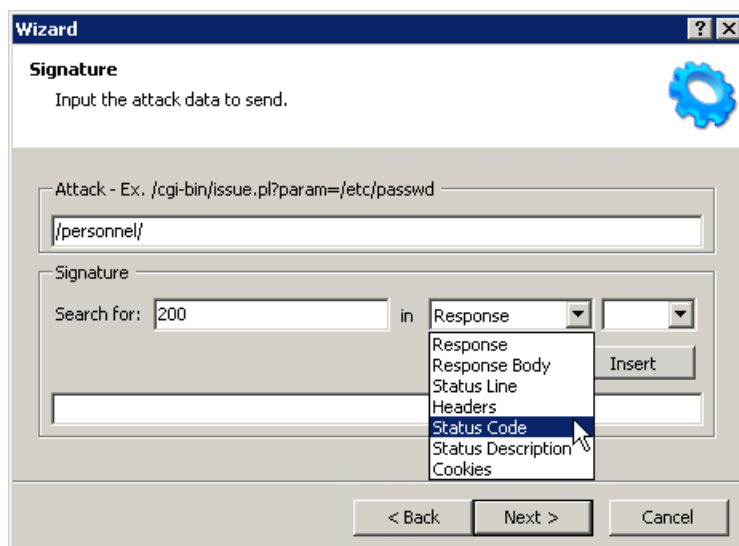 Wizard
Signature
Input the attack data to send.
Attack - Ex. /cgi-bin/issue.pl?param=/etc/passwd
/personnel/
Signature
Search for: 200 in Response
Response
Response Body
Insert
Status Line
Headers
Status Code
Status Description
Cookies
< Back Next > Cancel